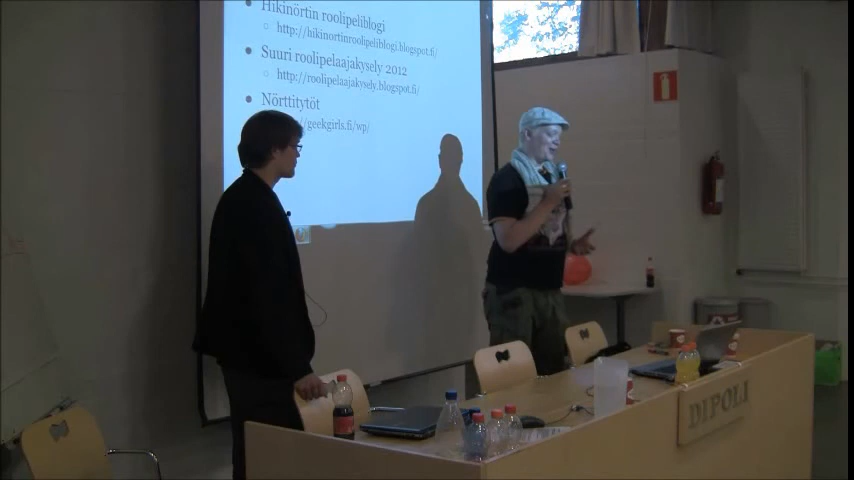 Hikinörtin roolipeliblogi
http://hikinortinroolipeliblogi.blogspot.fi/
Suuri roolipelaajakysely 2012
http://roolipelaajakysely.blogspot.fi/
Nörttitytöt
//geekgirls.fi/wp/
DIPOLI